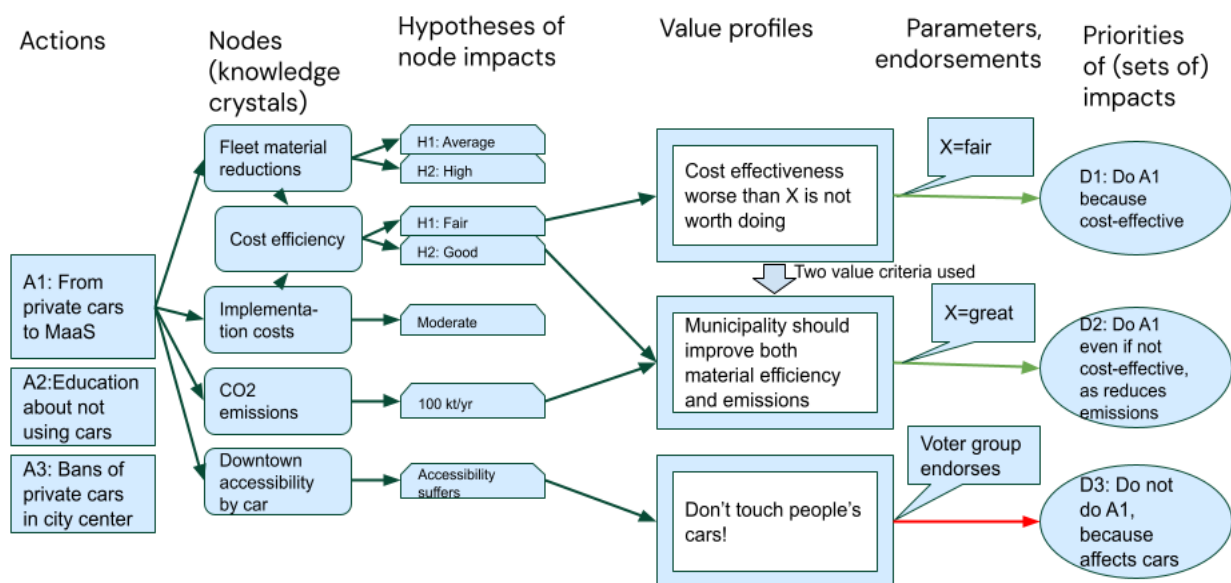 Actions
Nodes
(knowledge
crystals)
Hypotheses of
node impacts
Value profiles
Parameters,
endorsements
Priorities
of (sets of)
impacts
A1: From
private cars
to MaaS
A2:Education
about not
using cars
A3: Bans of
private cars
in city center
Fleet material
reductions
Cost efficiency
Implementa-
tion costs
CO2
emissions
Downtown
accessibility
by car
H1: Average
H2: High
H1: Fair
H2: Good
Moderate
100 kt/yr
Accessibility
suffers
Cost effectiveness
worse than X is not
worth doing
Two value criteria used
Municipality should
improve both
material efficiency
and emissions
Don't touch people's
cars!
X=fair
X=great
Voter group
endorses
D1: Do A1
because
cost-effective
D2: Do A1
even if not
cost-effective,
as reduces
emissions
D3: Do not
do A1,
because
affects cars